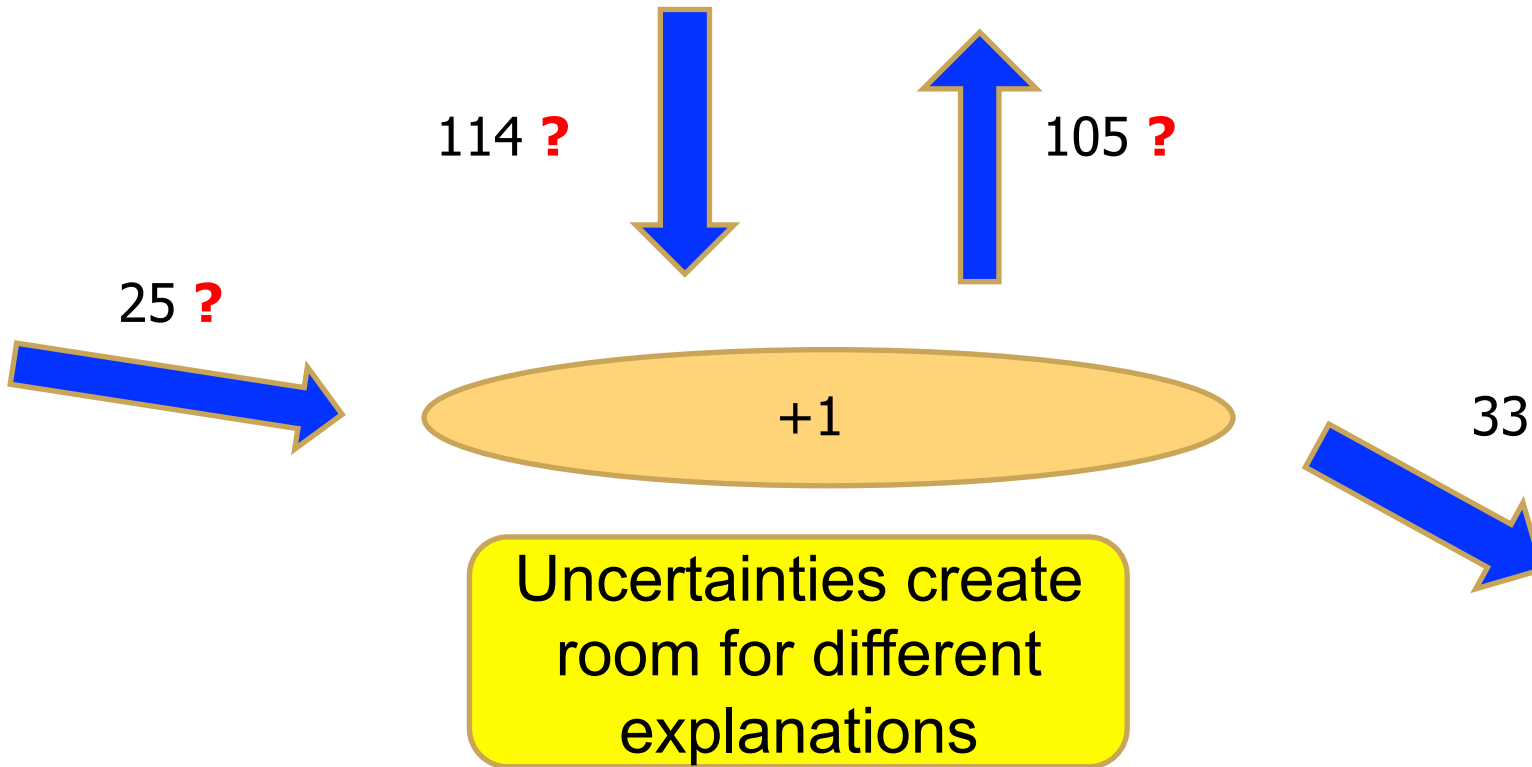 114 ?
105 ?
25 ?
+1
33
Uncertainties create
room for different
explanations